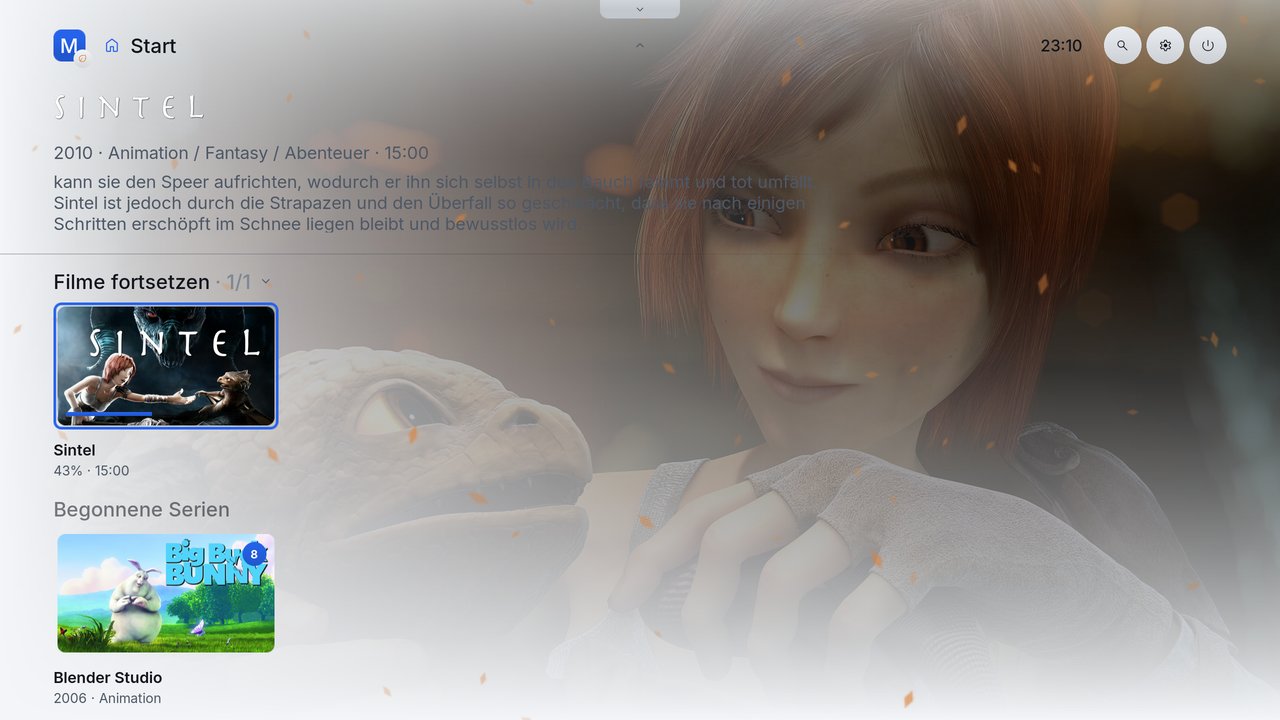 M
Start
23:10
SINTEL
2010 · Animation / Fantasy / Abenteuer · 15:00
kann sie den Speer aufrichten, wodurch er ihn sich selbst in den Bauch rammt und tot umfällt.
Sintel ist jedoch durch die Strapazen und den Überfall so geschwächt, dass sie nach einigen
Schritten erschöpft im Schnee liegen bleibt und bewusstlos wird.
Filme fortsetzen · 1/1
SINTEL
Sintel
43% · 15:00
Begonnene Serien
Big Buck
BUNNY
8
Blender Studio
2006 · Animation